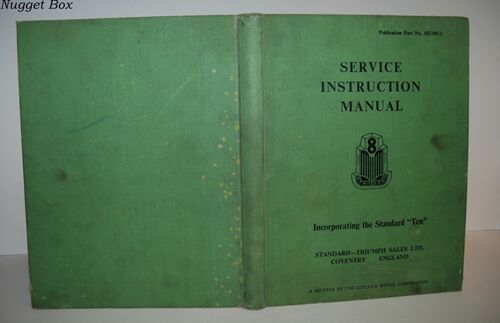 Nugget Box
Publication Part No.
SERVICE
INSTRUCTION
MANUAL
8
STANDARD
Incorporating the Standard "Ten"
STANDARD—TRIUMPH SALES LTD.
COVENTRY ENGLAND
A MEMBER OF THE LEYLAND MOTOR CORPORATION